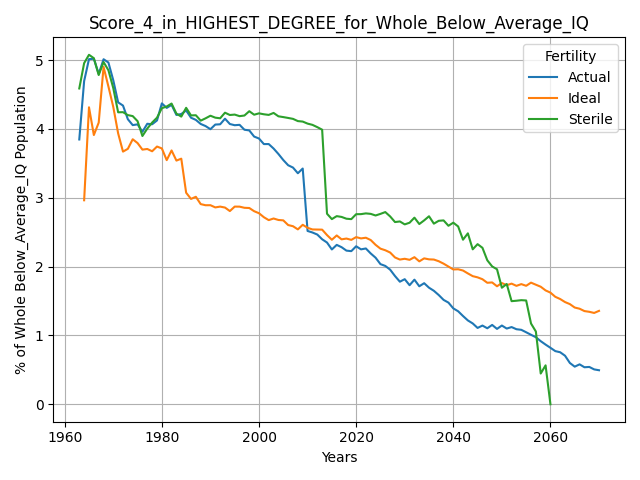 Score_4_in_HIGHEST_DEGREE_for_Whole_Below_Average_IQ
% of Whole Below_Average_IQ Population
5
4
3
2
1
0
Fertility
Actual
Ideal
Sterile
1960
1980
2000
2020
2040
2060
Years